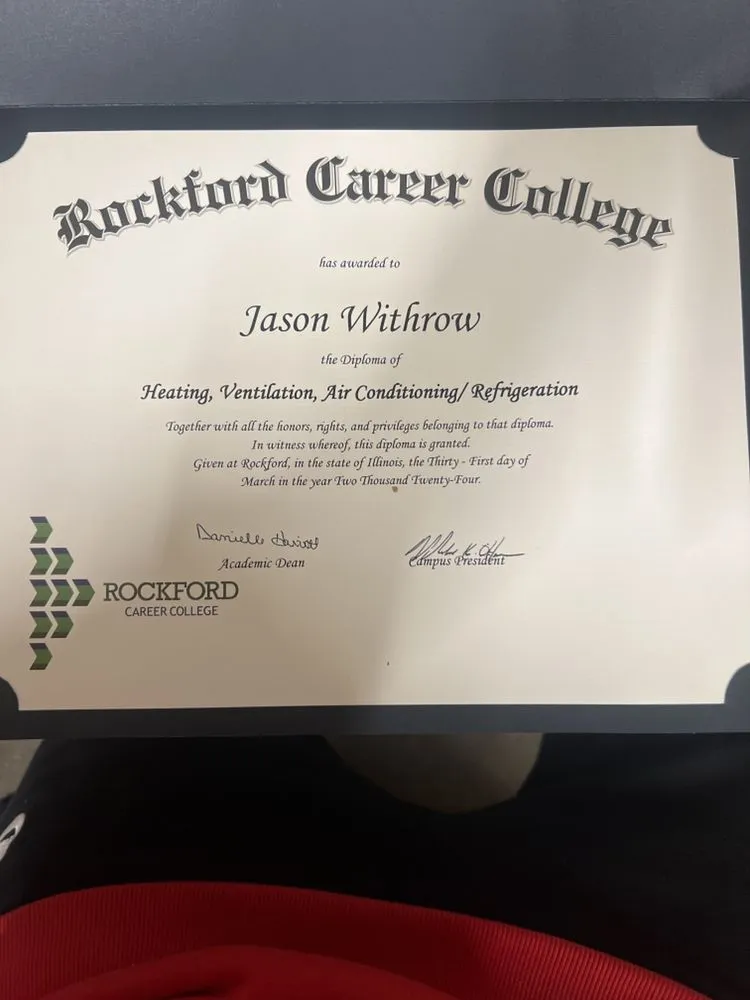 Rockford Career College
has awarded to
Jason Withrow
the Diploma of
Heating, Ventilation, Air Conditioning/ Refrigeration
Together with all the honors, rights, and privileges belonging to that diploma.
In witness whereof, this diploma is granted.
Given at Rockford, in the state of Illinois, the Thirty - First day of
March in the year Two Thousand Twenty-Four.
Danielle
Academic Dean
Campus President
ROCKFORD
CAREER COLLEGE